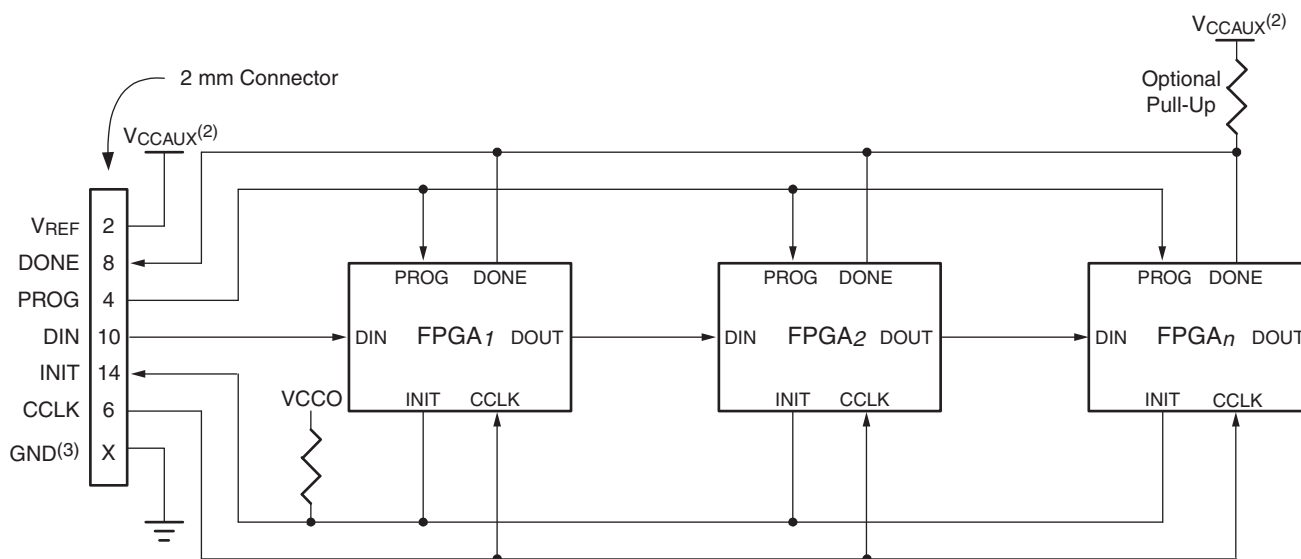 VCCAUX(2)
2 mm Connector
Optional
Pull-Up
VCCAUX(2)
VREF 2
DONE 8
PROG 4
DIN 10
INIT 14
CCLK 6
GND(3) X
PROG DONE
DIN FPGA1 DOUT
INIT CCLK
PROG DONE
DIN FPGA2 DOUT
INIT CCLK
PROG DONE
DIN FPGAn DOUT
INIT CCLK
VCCO